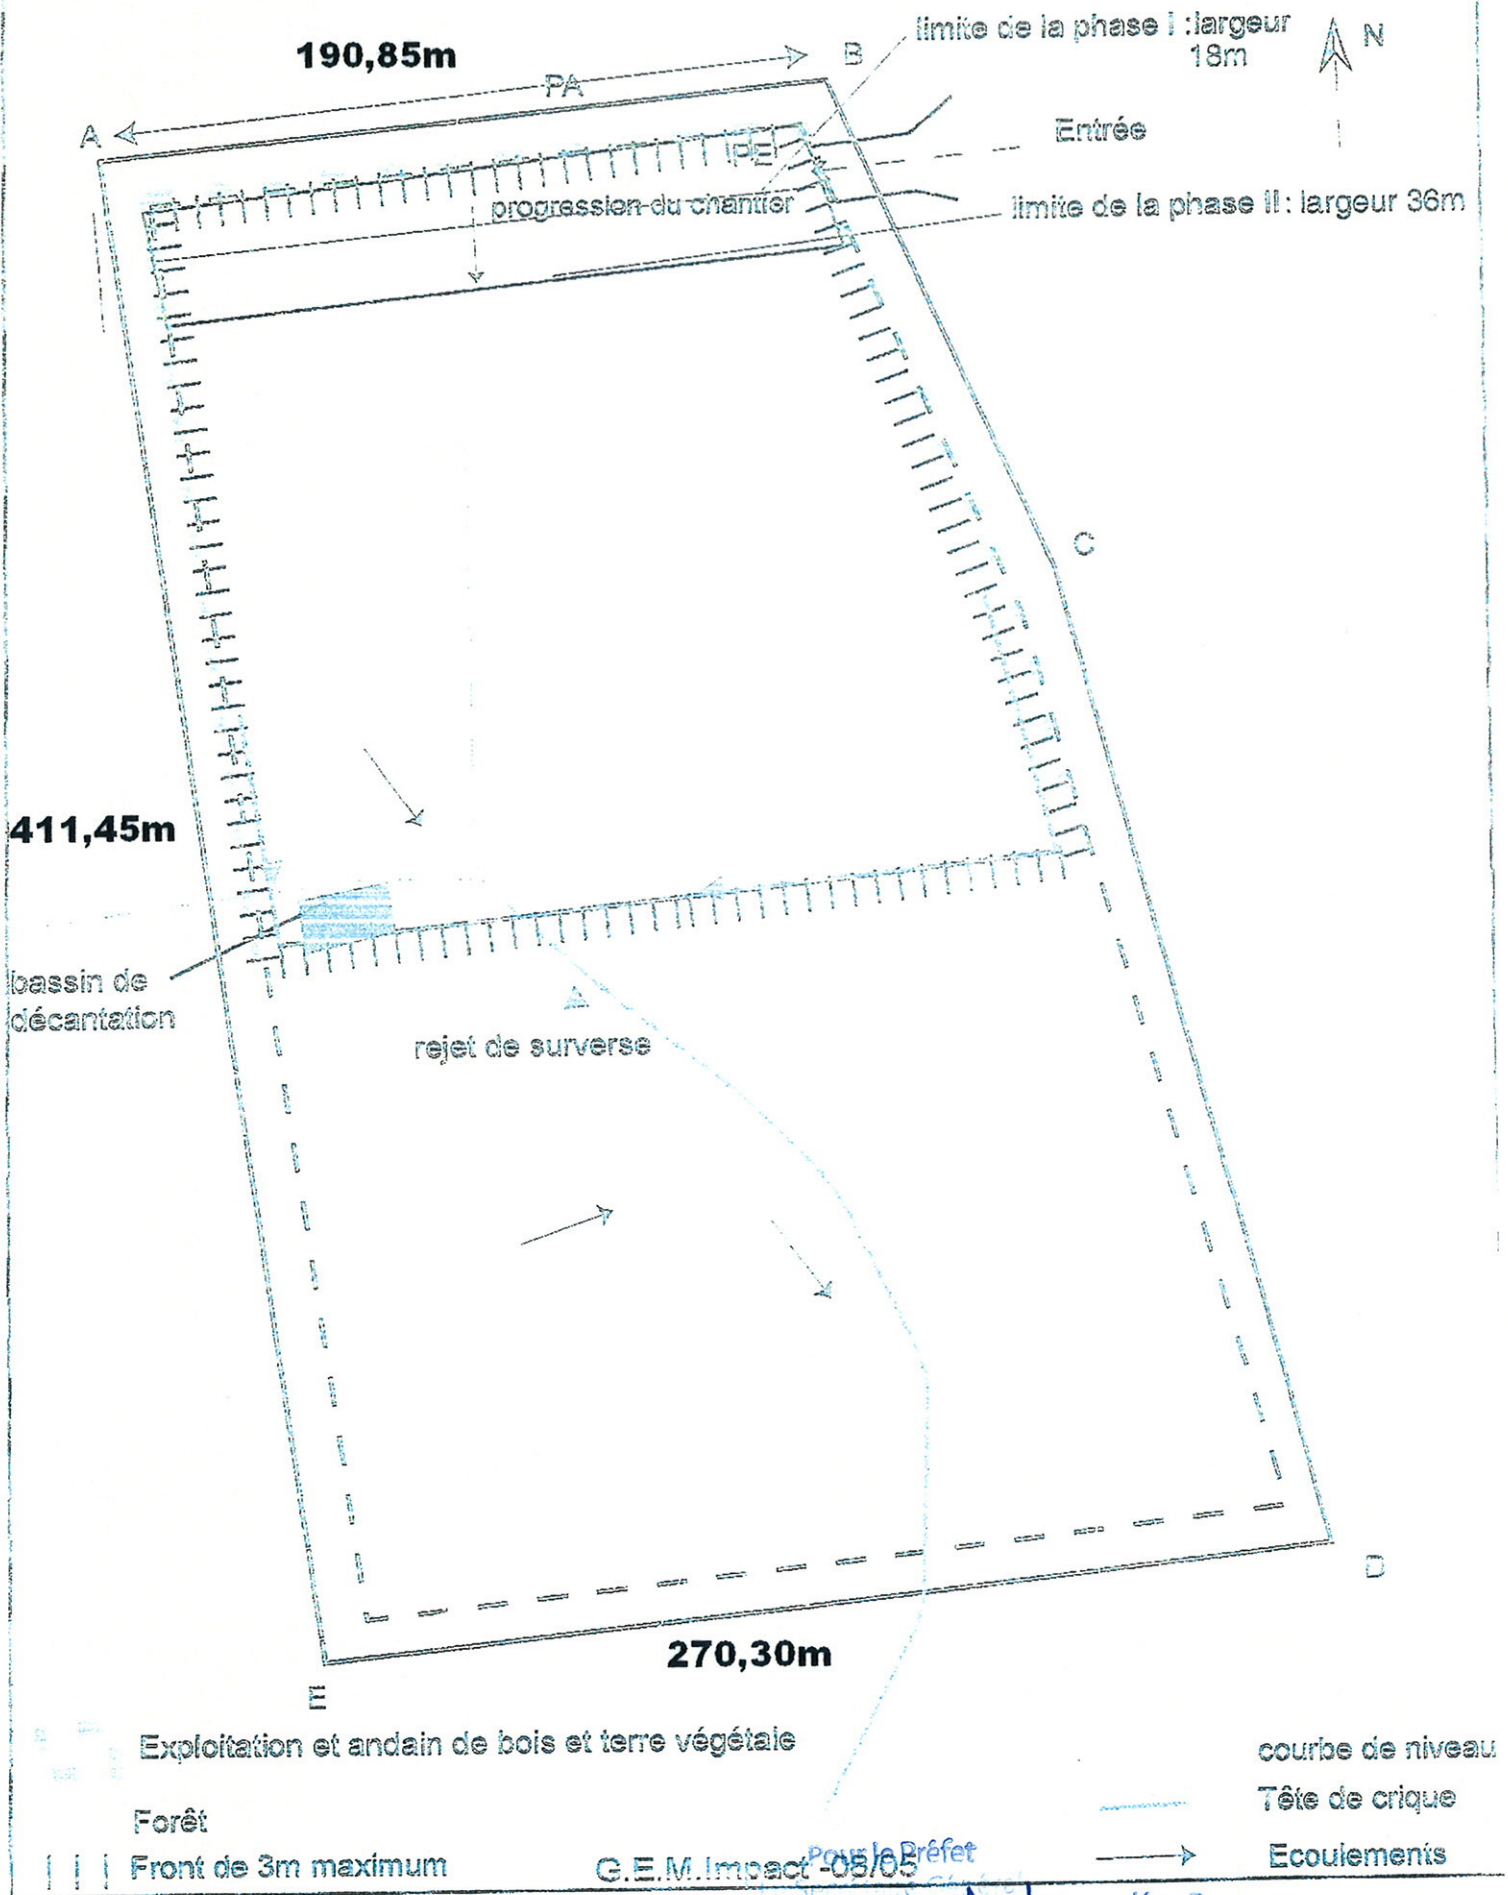 limite de la phase I :largeur
18m
N
190,85m
B
PA
A
Entrée
PE
progression du chantier
limite de la phase II : largeur 36m
C
411,45m
bassin de
décantation
rejet de surverse
D
270,30m
E
Exploitation et andain de bois et terre végétale
courbe de niveau
Tête de crique
Forêt
Pour le Préfet
Front de 3m maximum
G.E.M.Impact -08/05
Ecoulements